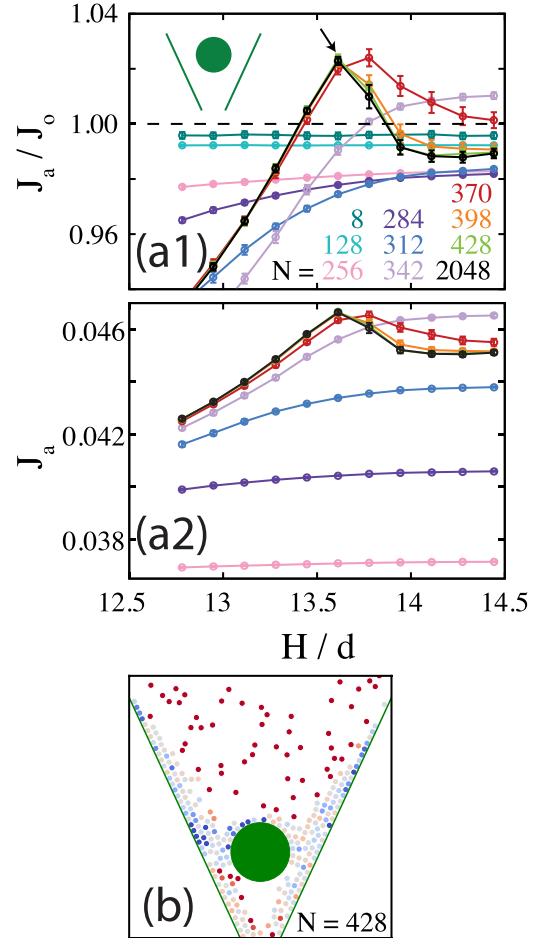 1.04
J_a / J_o
1.00
0.96
(a1)
370
8 284 398
128 312 428
N = 256 342 2048
0.046
J_a
0.042
0.038
(a2)
12.5 13 13.5 14 14.5
H / d
(b)
N = 428